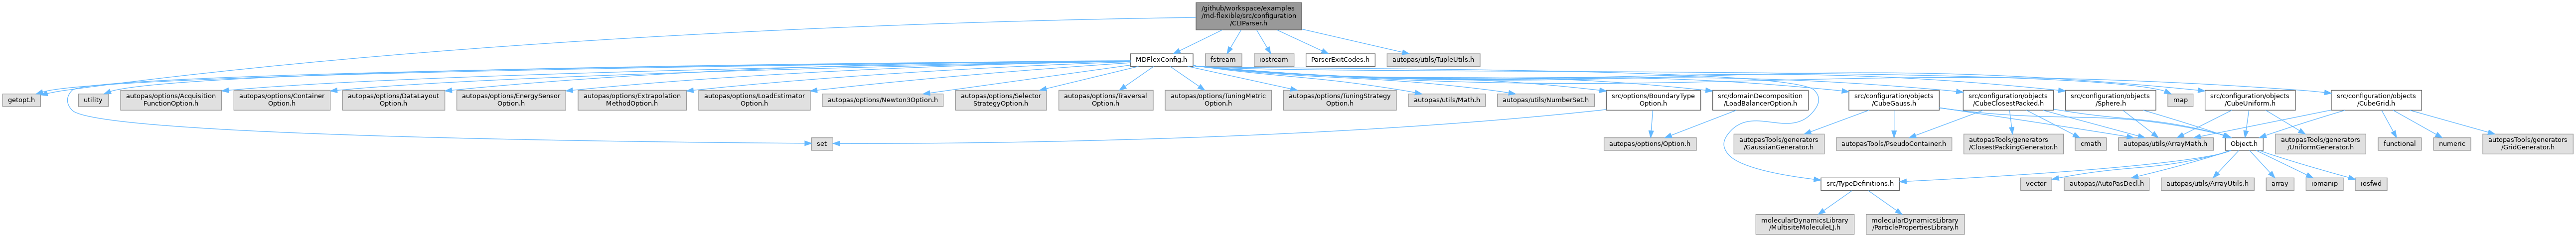 /github/workspace/examples
/md-flexible/src/configuration
/CLIParser.h
MDFlexConfig.h
fstream
iostream
ParserExitCodes.h
autopas/utils/TupleUtils.h
getopt.h
utility
autopas/options/Acquisition
FunctionOption.h
autopas/options/Container
Option.h
autopas/options/DataLayout
Option.h
autopas/options/EnergySensor
Option.h
autopas/options/Extrapolation
MethodOption.h
autopas/options/LoadEstimator
Option.h
autopas/options/Newton3Option.h
autopas/options/Selector
StrategyOption.h
autopas/options/Traversal
Option.h
autopas/options/TuningMetric
Option.h
autopas/options/TuningStrategy
Option.h
autopas/utils/Math.h
autopas/utils/NumberSet.h
src/options/BoundaryType
Option.h
src/domainDecomposition
/LoadBalancerOption.h
src/configuration/objects
/CubeGauss.h
src/configuration/objects
/CubeClosestPacked.h
src/configuration/objects
/Sphere.h
map
src/configuration/objects
/CubeUniform.h
src/configuration/objects
/CubeGrid.h
set
autopas/options/Option.h
autopasTools/generators
/GaussianGenerator.h
autopasTools/PseudoContainer.h
autopasTools/generators
/ClosestPackingGenerator.h
cmath
autopas/utils/ArrayMath.h
Object.h
autopasTools/generators
/UniformGenerator.h
functional
numeric
autopasTools/generators
/GridGenerator.h
src/TypeDefinitions.h
vector
autopas/AutoPasDecl.h
autopas/utils/ArrayUtils.h
array
iomanip
iosfwd
molecularDynamicsLibrary
/MultisiteMoleculeLJ.h
molecularDynamicsLibrary
/ParticlePropertiesLibrary.h